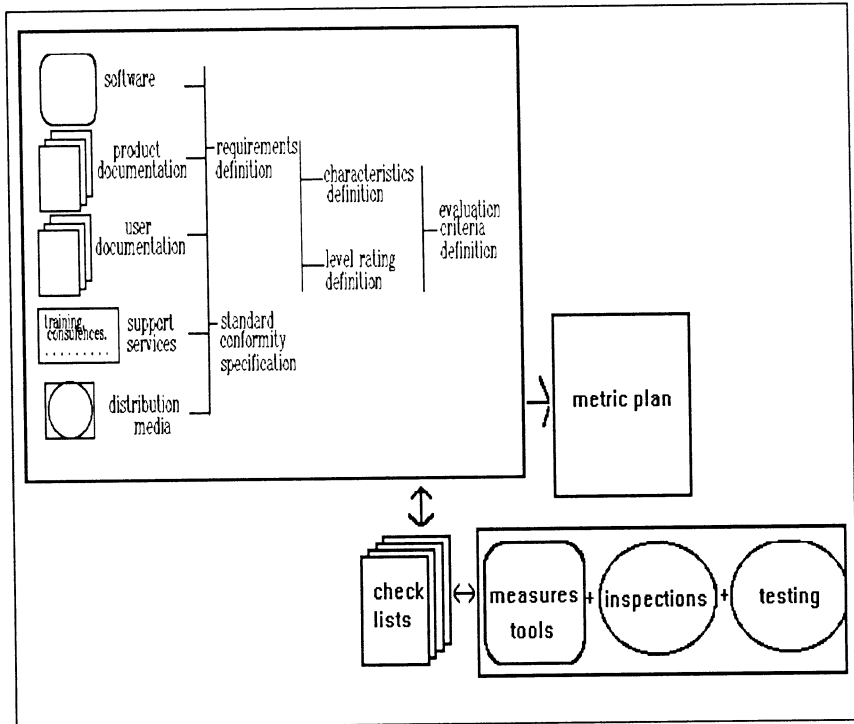 software
product
documentation
user
documentation
training,
consulences.
. . . . . . . . .
support
services
distribution
media
requirements
definition
standard
conformity
specification
characteristics
definition
level rating
definition
evaluation
criteria
definition
metric plan
check
lists
measures
tools
+
inspections
+
testing